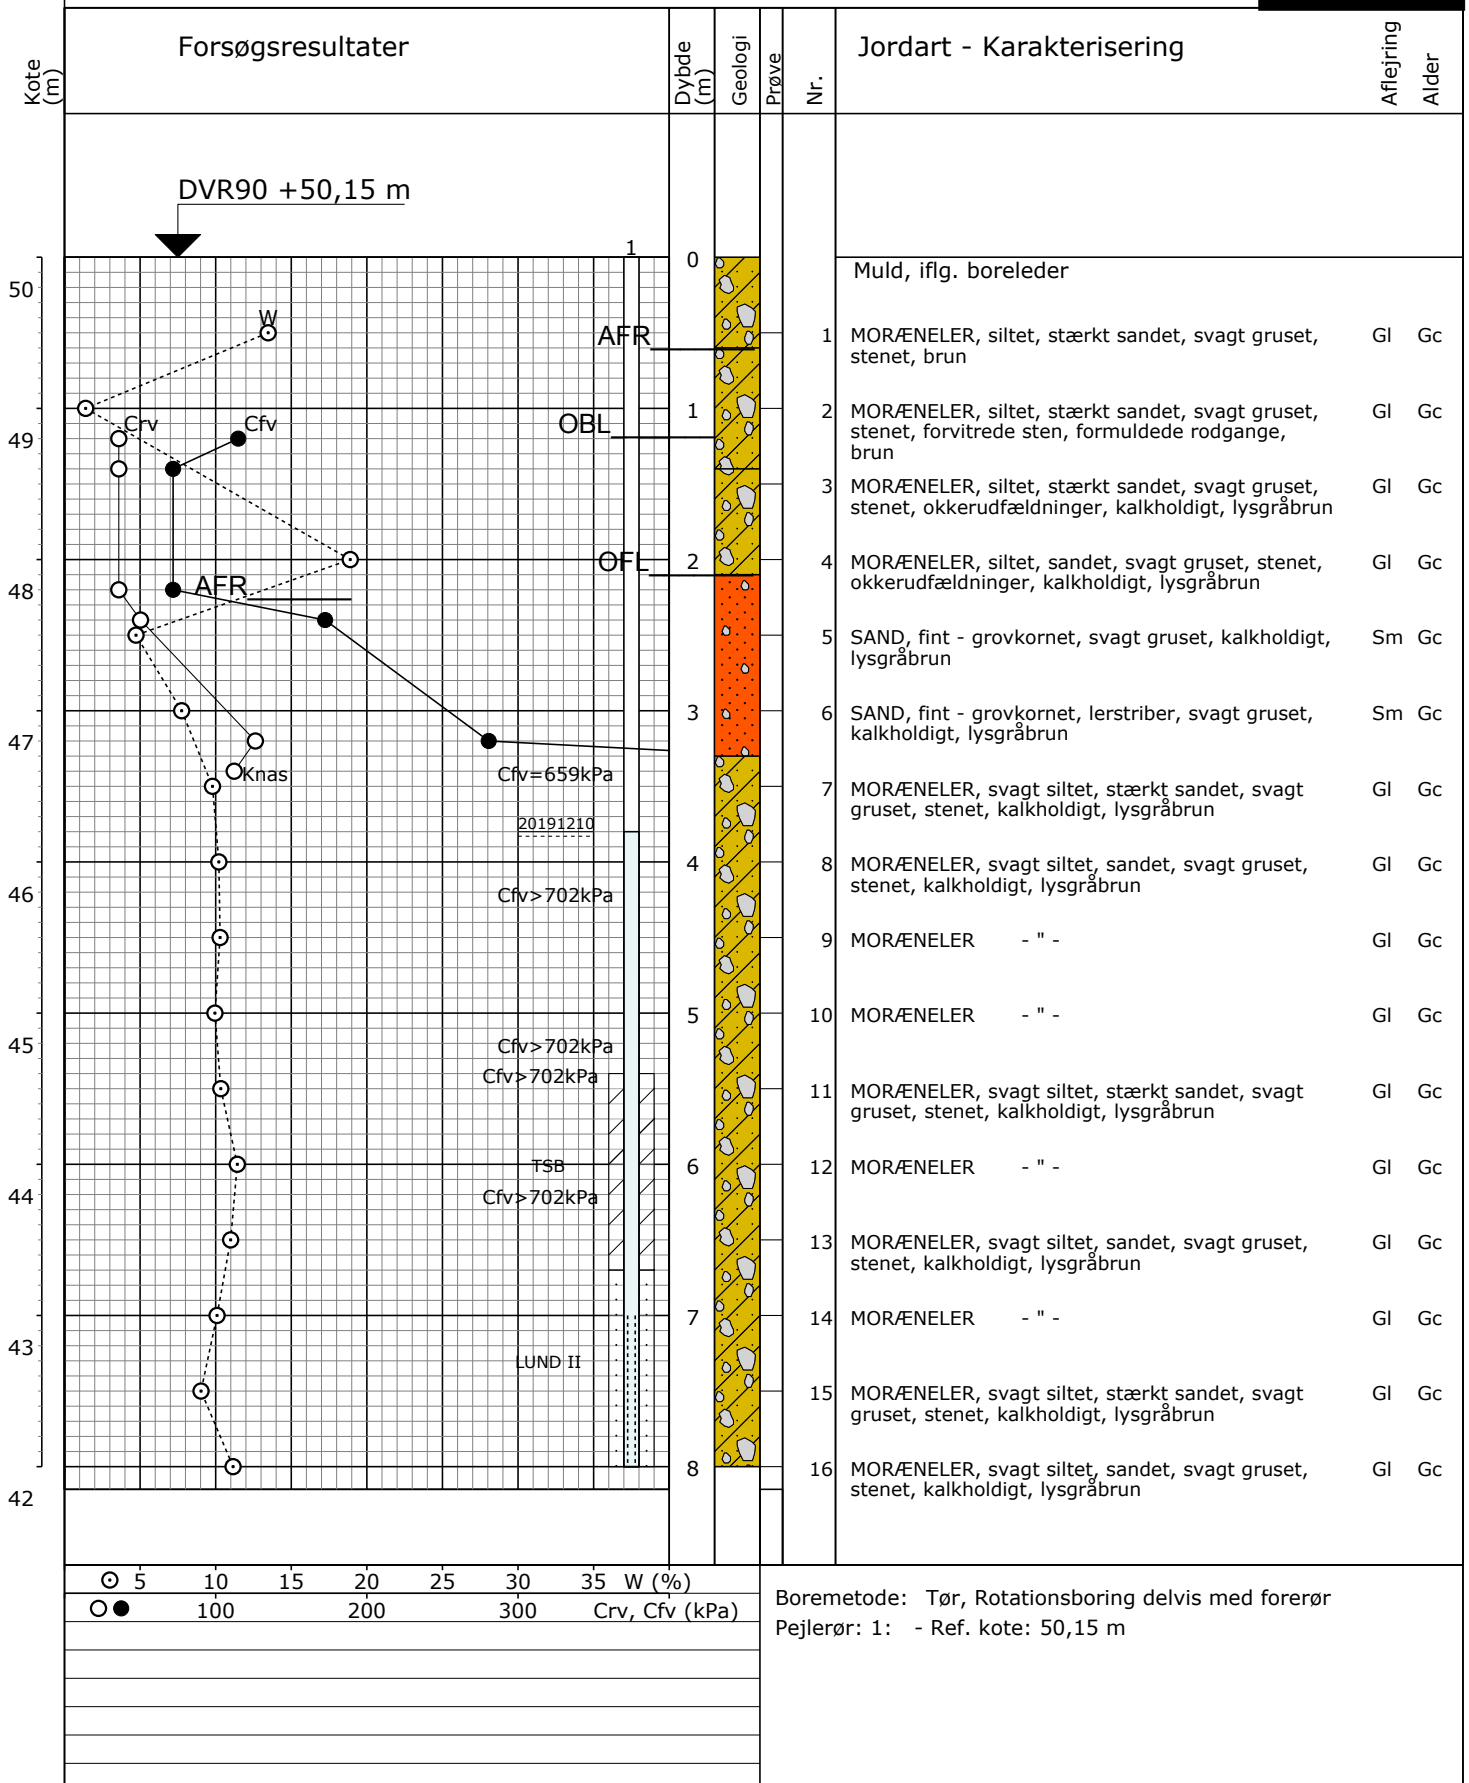 Kote (m)
Forsøgsresultater
Dybde (m)
Geologi
Prøve
Nr.
Jordart - Karakterisering
Aflejring
Alder
DVR90 +50,15 m
1
0
Muld, iflg. boreleder
50
W
AFR
1 MORÆNELER, siltet, stærkt sandet, svagt gruset, Gl Gc
stenet, brun
1
2 MORÆNELER, siltet, stærkt sandet, svagt gruset, Gl Gc
stenet, forvitrede sten, formuldede rodgange,
brun
49
Crv
Cfv
OBL
3 MORÆNELER, siltet, stærkt sandet, svagt gruset, Gl Gc
stenet, okkerudfældninger, kalkholdigt, lysgråbrun
OFL
2
4 MORÆNELER, siltet, sandet, svagt gruset, stenet, Gl Gc
okkerudfældninger, kalkholdigt, lysgråbrun
48
AFR
5 SAND, fint - grovkornet, svagt gruset, kalkholdigt, Sm Gc
lysgråbrun
3
6 SAND, fint - grovkornet, lerstriber, svagt gruset, Sm Gc
kalkholdigt, lysgråbrun
47
Knas
Cfv=659kPa
7 MORÆNELER, svagt siltet, stærkt sandet, svagt Gl Gc
gruset, stenet, kalkholdigt, lysgråbrun
20191210
4
8 MORÆNELER, svagt siltet, sandet, svagt gruset, Gl Gc
stenet, kalkholdigt, lysgråbrun
46
Cfv>702kPa
9 MORÆNELER - " - Gl Gc
5
10 MORÆNELER - " - Gl Gc
45
Cfv>702kPa
Cfv>702kPa
11 MORÆNELER, svagt siltet, stærkt sandet, svagt Gl Gc
gruset, stenet, kalkholdigt, lysgråbrun
TSB
6
12 MORÆNELER - " - Gl Gc
44
Cfv>702kPa
13 MORÆNELER, svagt siltet, sandet, svagt gruset, Gl Gc
stenet, kalkholdigt, lysgråbrun
7
14 MORÆNELER - " - Gl Gc
43
LUND II
15 MORÆNELER, svagt siltet, stærkt sandet, svagt Gl Gc
gruset, stenet, kalkholdigt, lysgråbrun
8
16 MORÆNELER, svagt siltet, sandet, svagt gruset, Gl Gc
stenet, kalkholdigt, lysgråbrun
42
5 10 15 20 25 30 35 W (%)
100 200 300 Crv, Cfv (kPa)
Boremetode: Tør, Rotationsboring delvis med forerør
Pejlerør: 1: - Ref. kote: 50,15 m